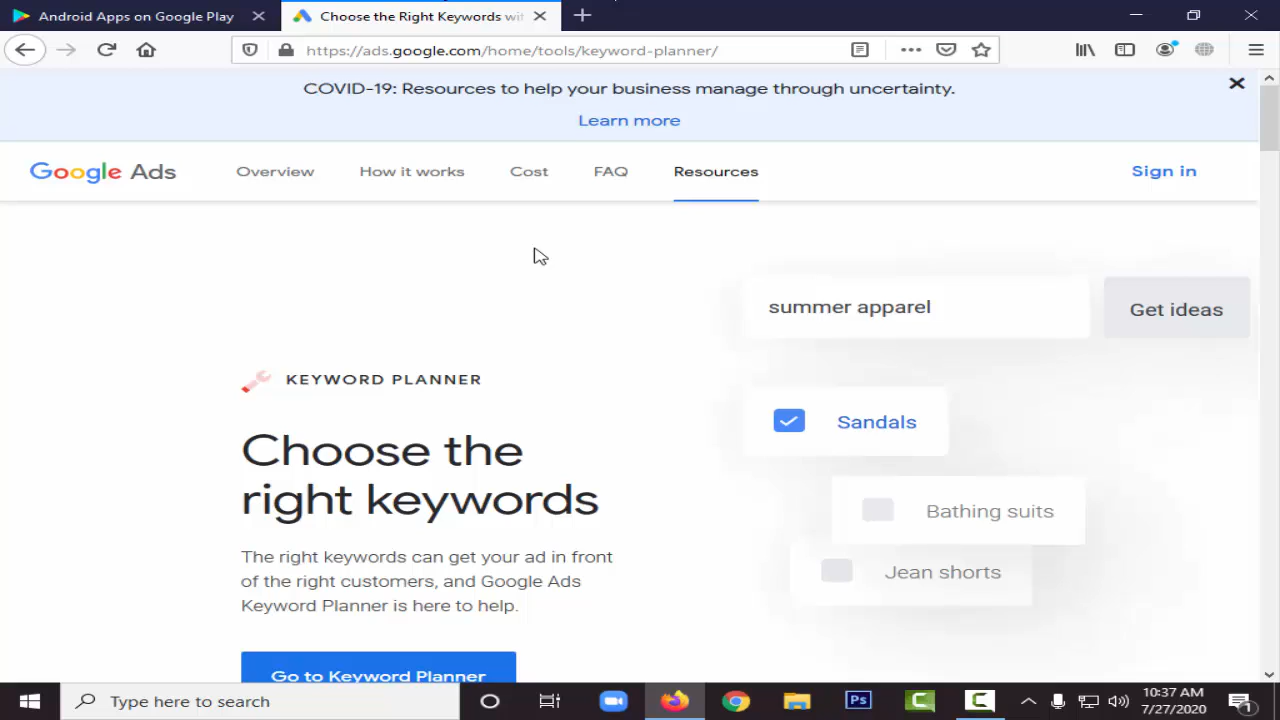 Android Apps on Google Play
Choose the Right Keywords wit
https://ads.google.com/home/tools/keyword-planner/
COVID-19: Resources to help your business manage through uncertainty.
Learn more
Google Ads
Overview
How it works
Cost
FAQ
Resources
Sign in
summer apparel
Get ideas
KEYWORD PLANNER
Sandals
Choose the
right keywords
Bathing suits
Jean shorts
The right keywords can get your ad in front
of the right customers, and Google Ads
Keyword Planner is here to help.
Go to Keyword Planner
Type here to search
Ps
10:37 AM
7/27/2020
1